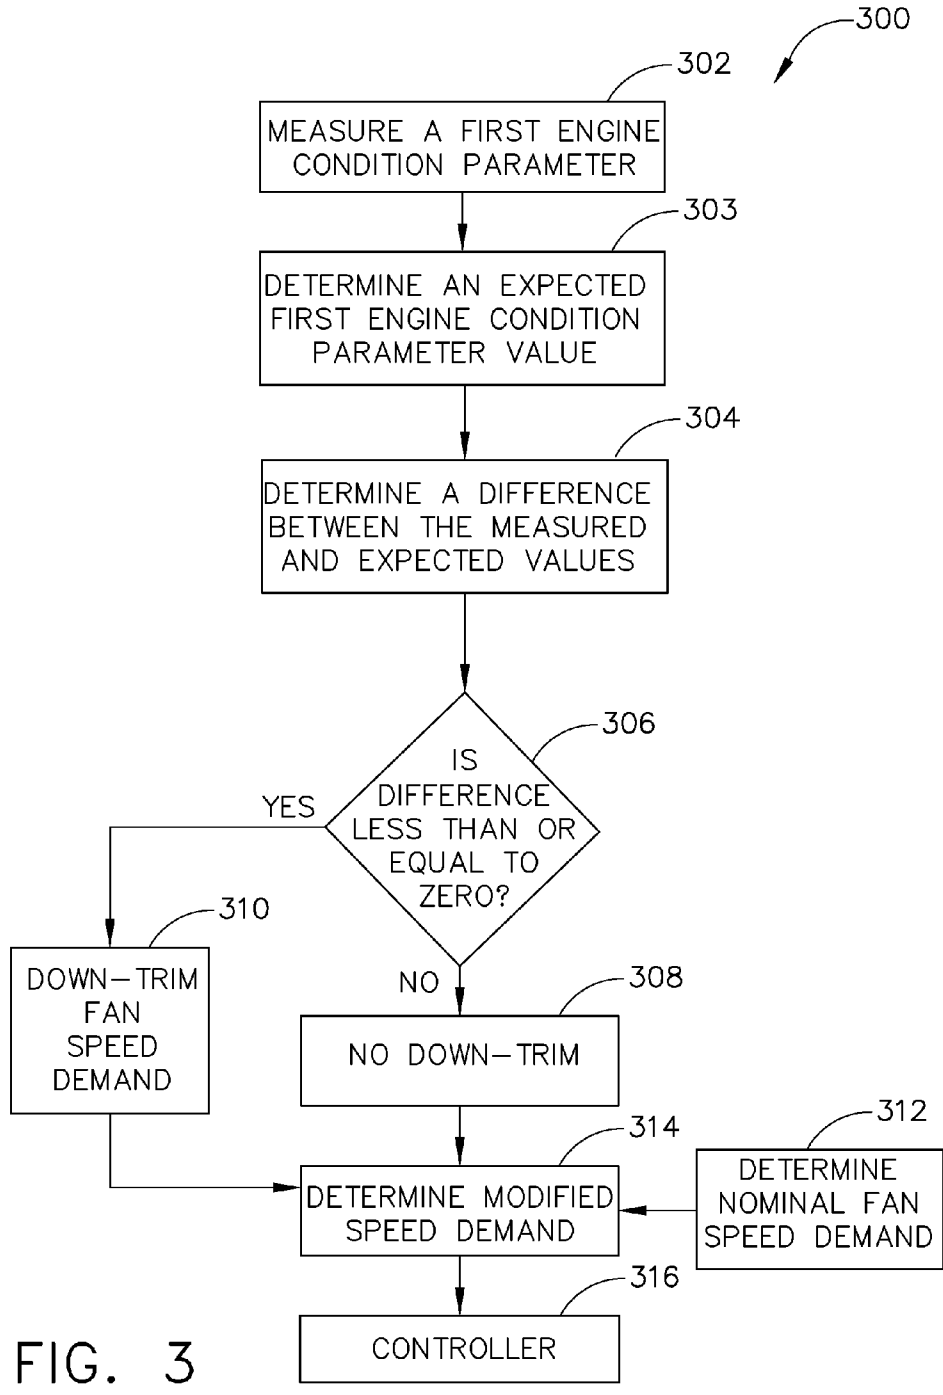 300
302
MEASURE A FIRST ENGINE
CONDITION PARAMETER
303
DETERMINE AN EXPECTED
FIRST ENGINE CONDITION
PARAMETER VALUE
304
DETERMINE A DIFFERENCE
BETWEEN THE MEASURED
AND EXPECTED VALUES
306
IS
DIFFERENCE
LESS THAN OR
EQUAL TO
ZERO?
YES
310
DOWN-TRIM
FAN
SPEED
DEMAND
NO
308
NO DOWN-TRIM
314
DETERMINE MODIFIED
SPEED DEMAND
312
DETERMINE
NOMINAL FAN
SPEED DEMAND
316
CONTROLLER
FIG. 3